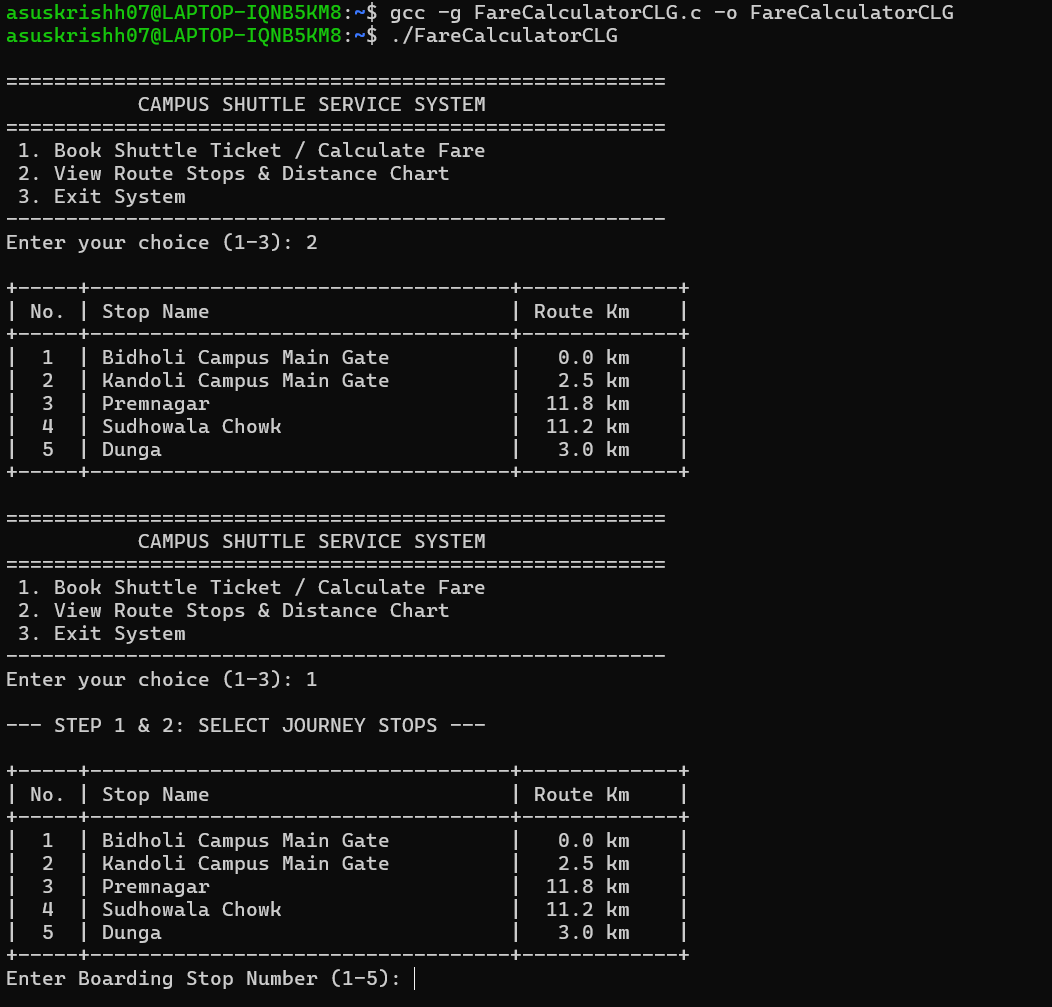 asuskrishh07@LAPTOP-IQNB5KM8:~$ gcc -g FareCalculatorCLG.c -o FareCalculatorCLG
asuskrishh07@LAPTOP-IQNB5KM8:~$ ./FareCalculatorCLG

=======================================================
           CAMPUS SHUTTLE SERVICE SYSTEM
=======================================================
 1. Book Shuttle Ticket / Calculate Fare
 2. View Route Stops & Distance Chart
 3. Exit System
-------------------------------------------------------
Enter your choice (1-3): 2

+-----+-----------------------------------+-------------+
| No. | Stop Name                         | Route Km    |
+-----+-----------------------------------+-------------+
|  1  | Bidholi Campus Main Gate          |   0.0 km    |
|  2  | Kandoli Campus Main Gate          |   2.5 km    |
|  3  | Premnagar                         |  11.8 km    |
|  4  | Sudhowala Chowk                   |  11.2 km    |
|  5  | Dunga                             |   3.0 km    |
+-----+-----------------------------------+-------------+

=======================================================
           CAMPUS SHUTTLE SERVICE SYSTEM
=======================================================
 1. Book Shuttle Ticket / Calculate Fare
 2. View Route Stops & Distance Chart
 3. Exit System
-------------------------------------------------------
Enter your choice (1-3): 1

--- STEP 1 & 2: SELECT JOURNEY STOPS ---

+-----+-----------------------------------+-------------+
| No. | Stop Name                         | Route Km    |
+-----+-----------------------------------+-------------+
|  1  | Bidholi Campus Main Gate          |   0.0 km    |
|  2  | Kandoli Campus Main Gate          |   2.5 km    |
|  3  | Premnagar                         |  11.8 km    |
|  4  | Sudhowala Chowk                   |  11.2 km    |
|  5  | Dunga                             |   3.0 km    |
+-----+-----------------------------------+-------------+
Enter Boarding Stop Number (1-5):